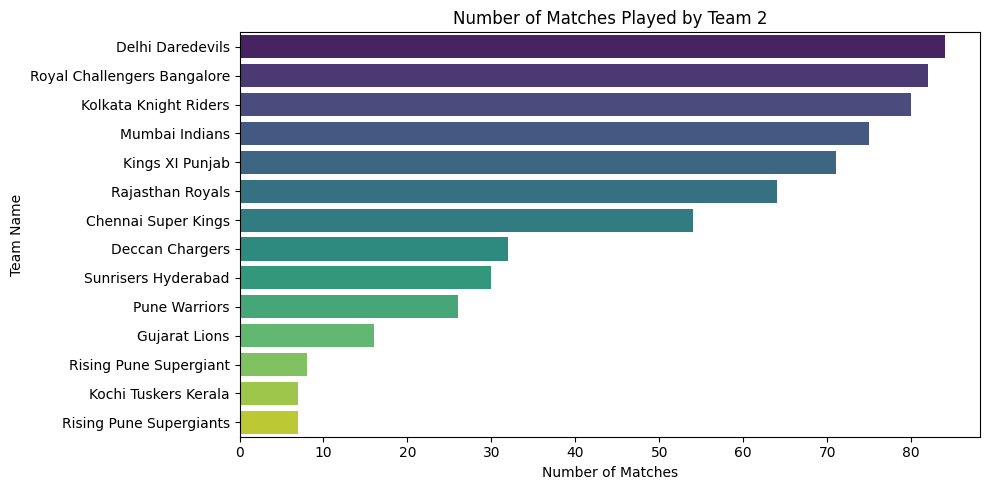 Number of Matches Played by Team 2
Team Name
Delhi Daredevils
Royal Challengers Bangalore
Kolkata Knight Riders
Mumbai Indians
Kings XI Punjab
Rajasthan Royals
Chennai Super Kings
Deccan Chargers
Sunrisers Hyderabad
Pune Warriors
Gujarat Lions
Rising Pune Supergiant
Kochi Tuskers Kerala
Rising Pune Supergiants
0 10 20 30 40 50 60 70 80
Number of Matches